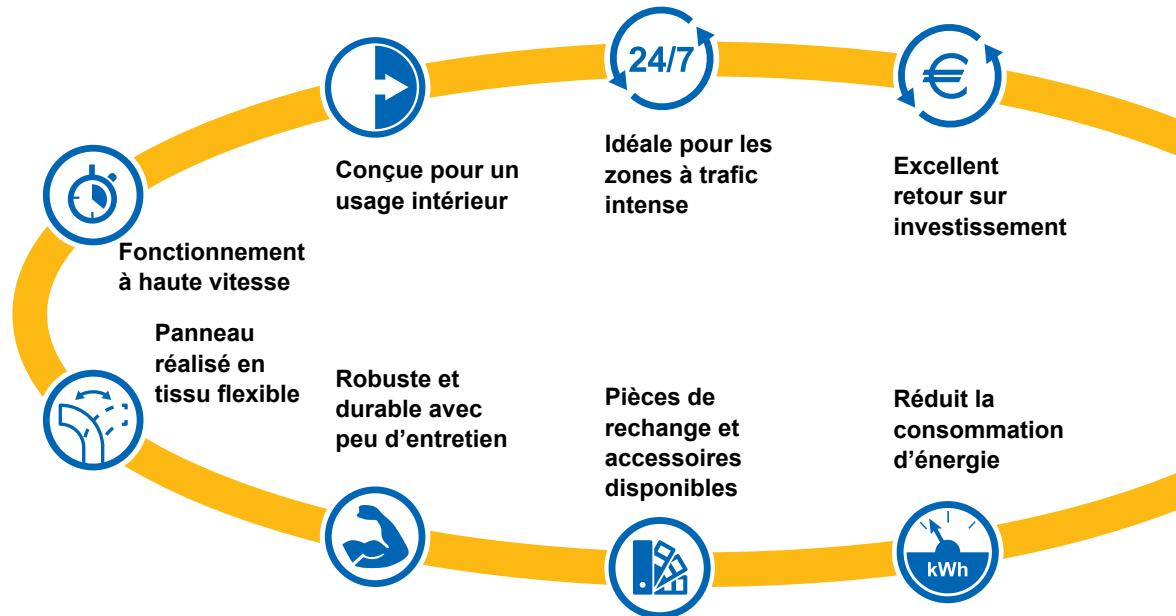 24/7
€
Conçue pour un
usage intérieur
Idéale pour les
zones à trafic
intense
Excellent
retour sur
investissement
Fonctionnement
à haute vitesse
Panneau
réalisé en
tissu flexible
Robuste et
durable avec
peu d’entretien
Pièces de
rechange et
accessoires
disponibles
Réduit la
consommation
d’énergie
kWh